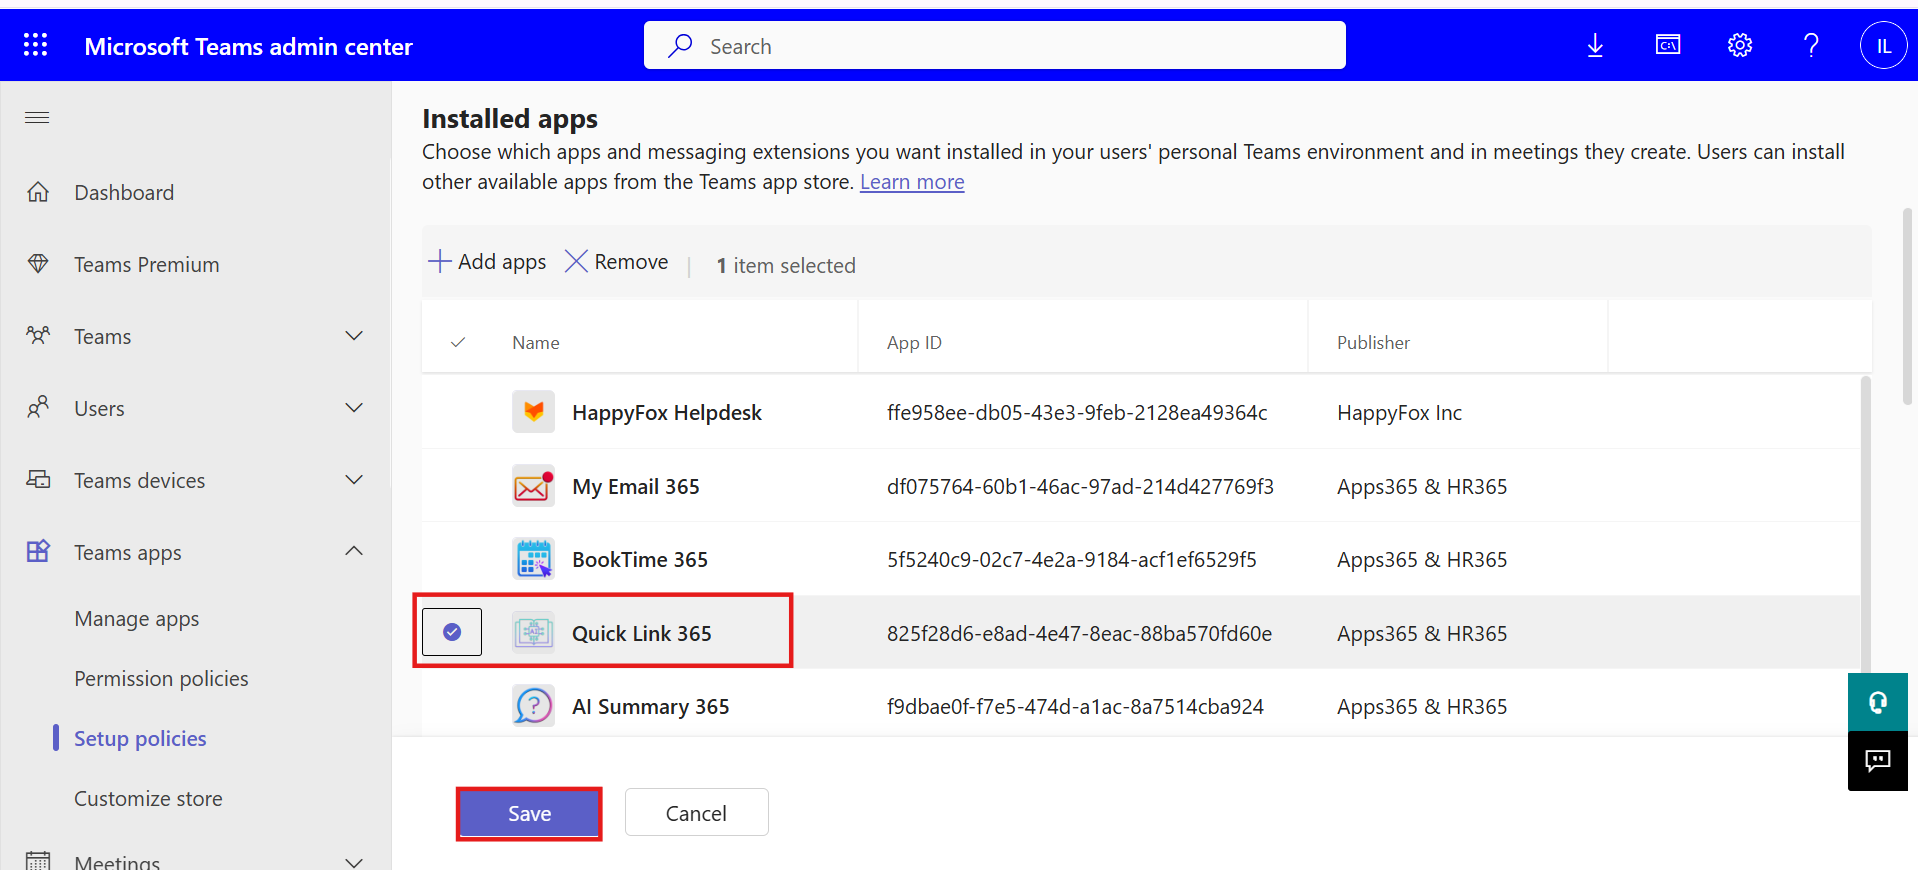 Microsoft Teams admin center
Search
IL
Dashboard
Teams Premium
Teams
Users
Teams devices
Teams apps
Manage apps
Permission policies
Setup policies
Customize store
Meetings
Installed apps
Choose which apps and messaging extensions you want installed in your users' personal Teams environment and in meetings they create. Users can install
other available apps from the Teams app store. Learn more
Add apps Remove | 1 item selected
Name App ID Publisher
HappyFox Helpdesk ffe958ee-db05-43e3-9feb-2128ea49364c HappyFox Inc
My Email 365 df075764-60b1-46ac-97ad-214d427769f3 Apps365 & HR365
BookTime 365 5f5240c9-02c7-4e2a-9184-acf1ef6529f5 Apps365 & HR365
Quick Link 365 825f28d6-e8ad-4e47-8eac-88ba570fd60e Apps365 & HR365
AI Summary 365 f9dbae0f-f7e5-474d-a1ac-8a7514cba924 Apps365 & HR365
Save Cancel